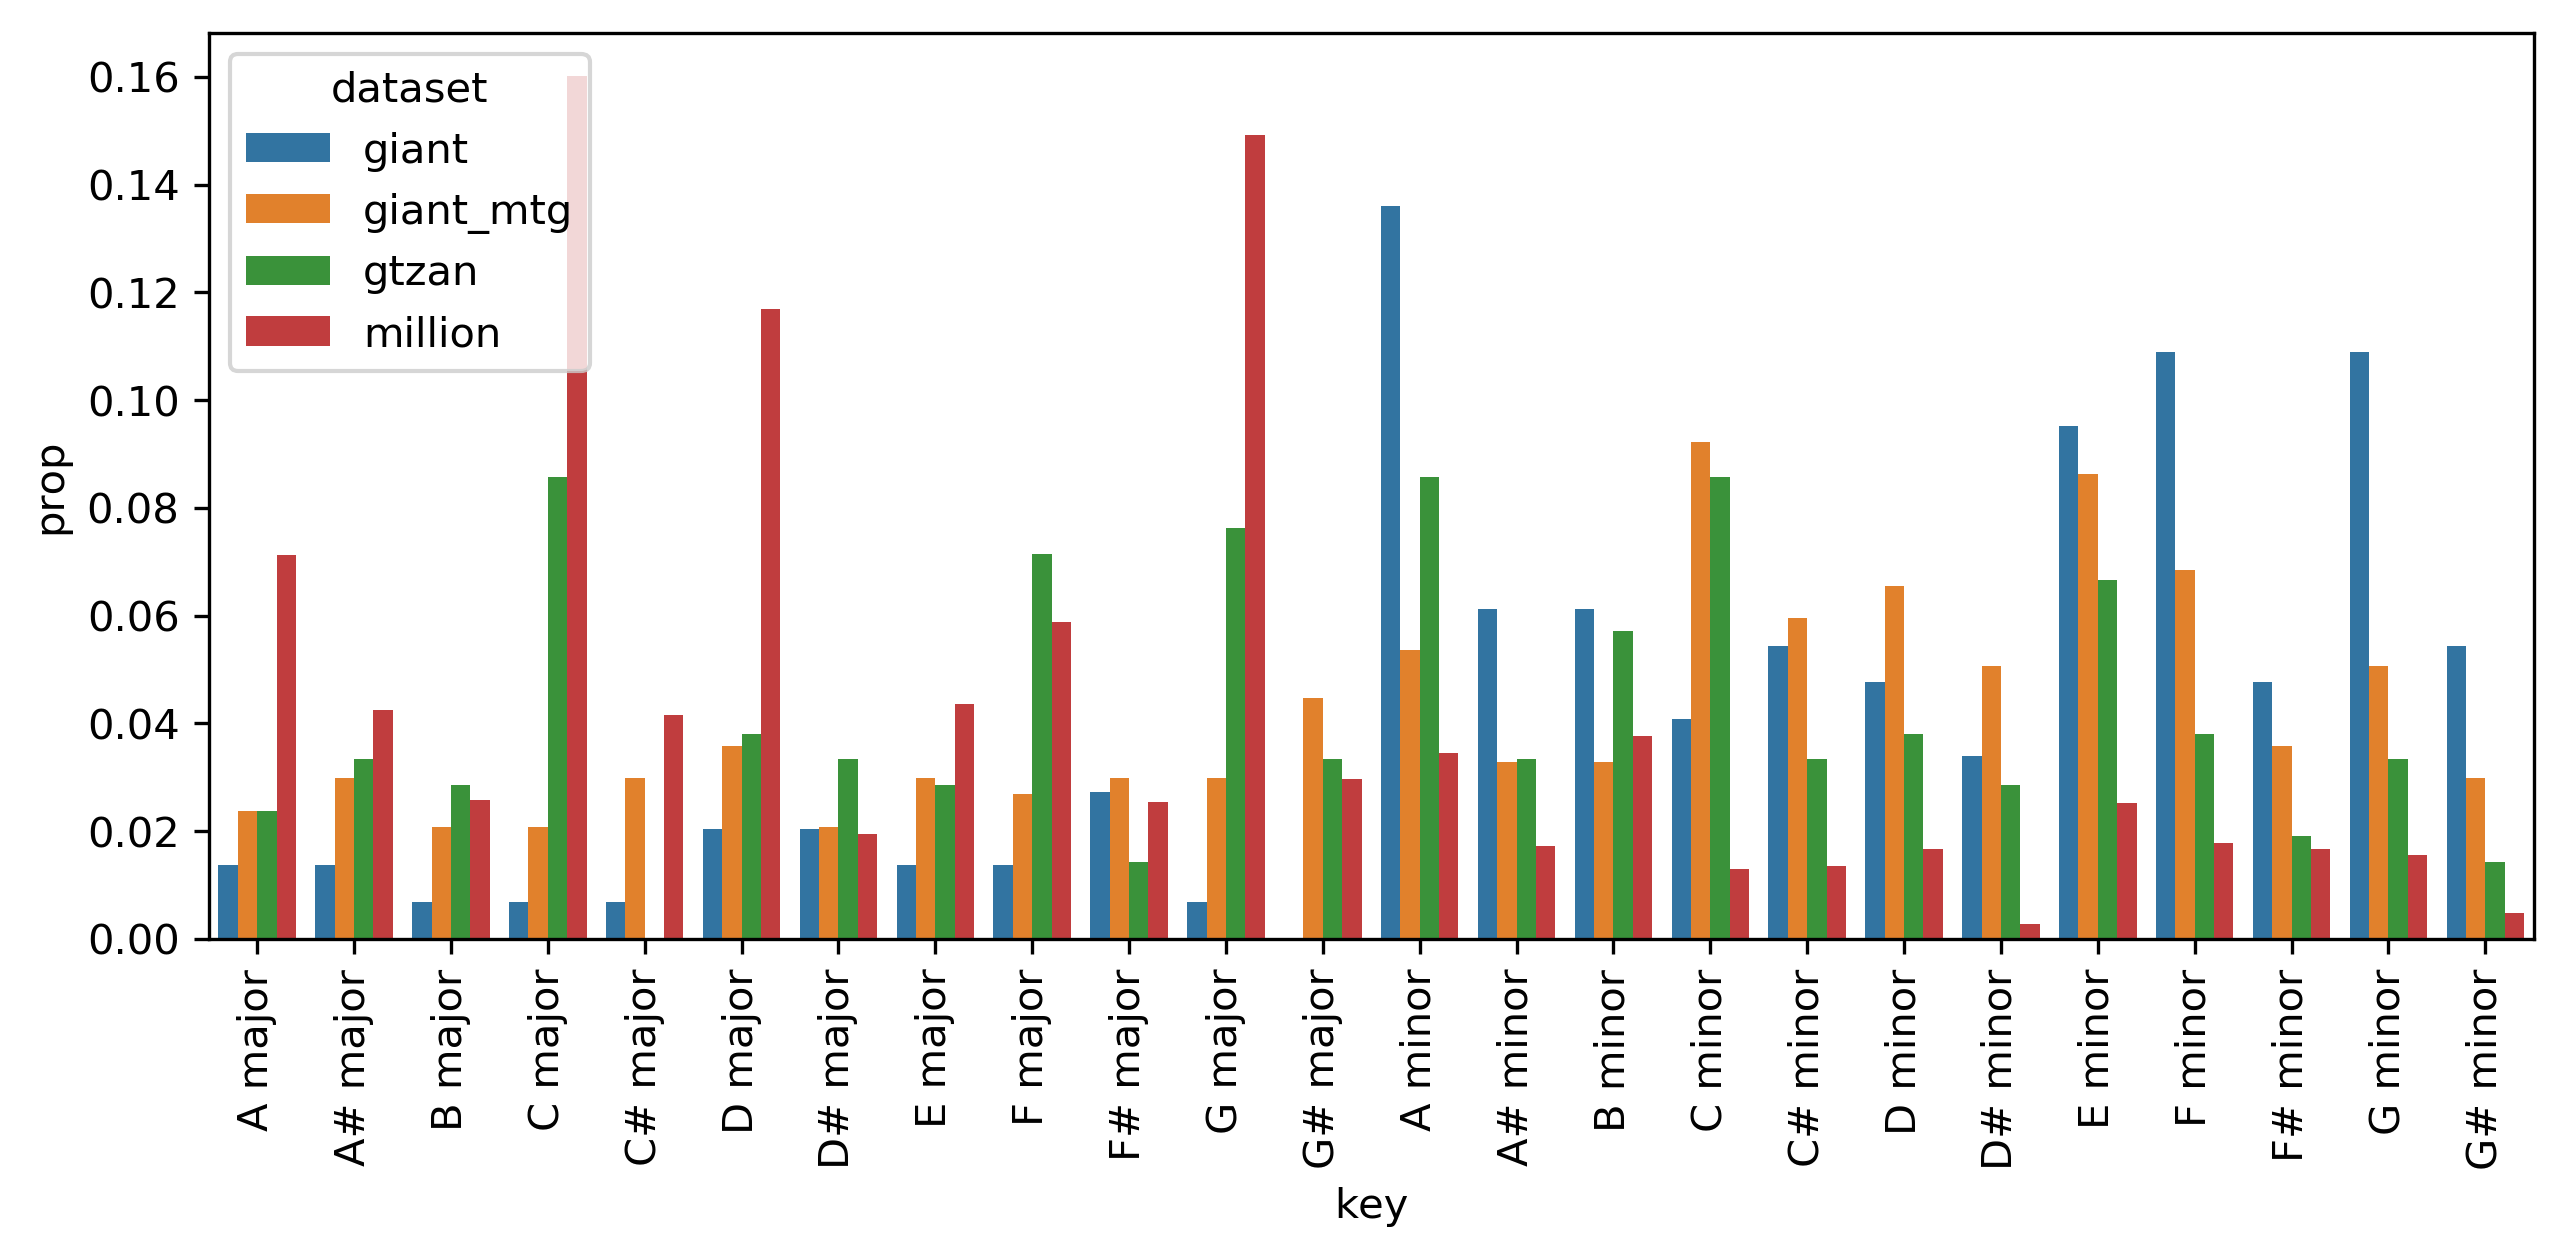 dataset
giant
giant_mtg
gtzan
million
0.16
0.14
0.12
0.10
0.08
0.06
0.04
0.02
0.00
prop
A major
A# major
B major
C major
C# major
D major
D# major
E major
F major
F# major
G major
G# major
A minor
A# minor
B minor
C minor
C# minor
D minor
D# minor
E minor
F minor
F# minor
G minor
G# minor
key